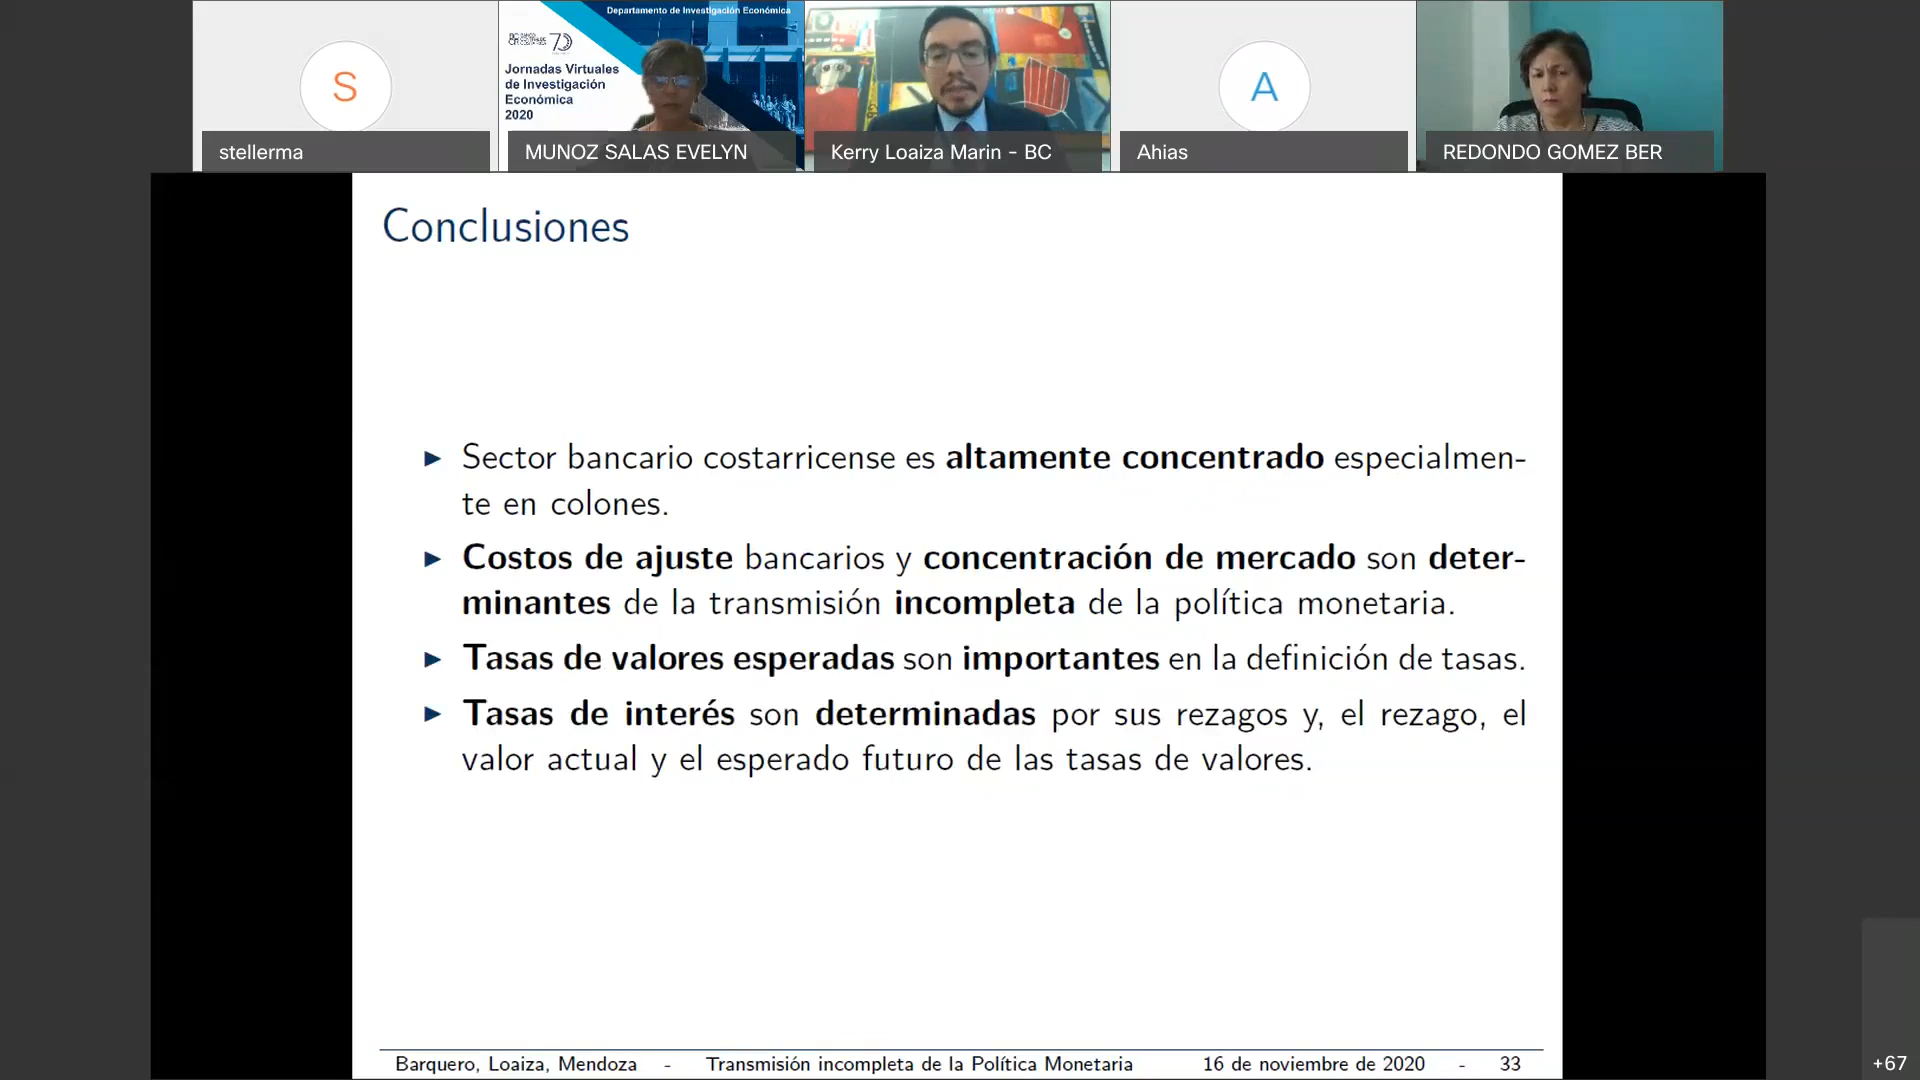 Departamento de Investigación Económica
70
Jornadas Virtuales
de Investigación
Económica
2020
S
A
stellerma
MUNOZ SALAS EVELYN
Kerry Loaiza Marin - BC
Ahias
REDONDO GOMEZ BER
Conclusiones
► Sector bancario costarricense es altamente concentrado especialmen-
te en colones.
► Costos de ajuste bancarios y concentración de mercado son deter-
minantes de la transmisión incompleta de la política monetaria.
► Tasas de valores esperadas son importantes en la definición de tasas.
► Tasas de interés son determinadas por sus rezagos y, el rezago, el
valor actual y el esperado futuro de las tasas de valores.
Barquero, Loaiza, Mendoza - Transmisión incompleta de la Política Monetaria 16 de noviembre de 2020 - 33
+67